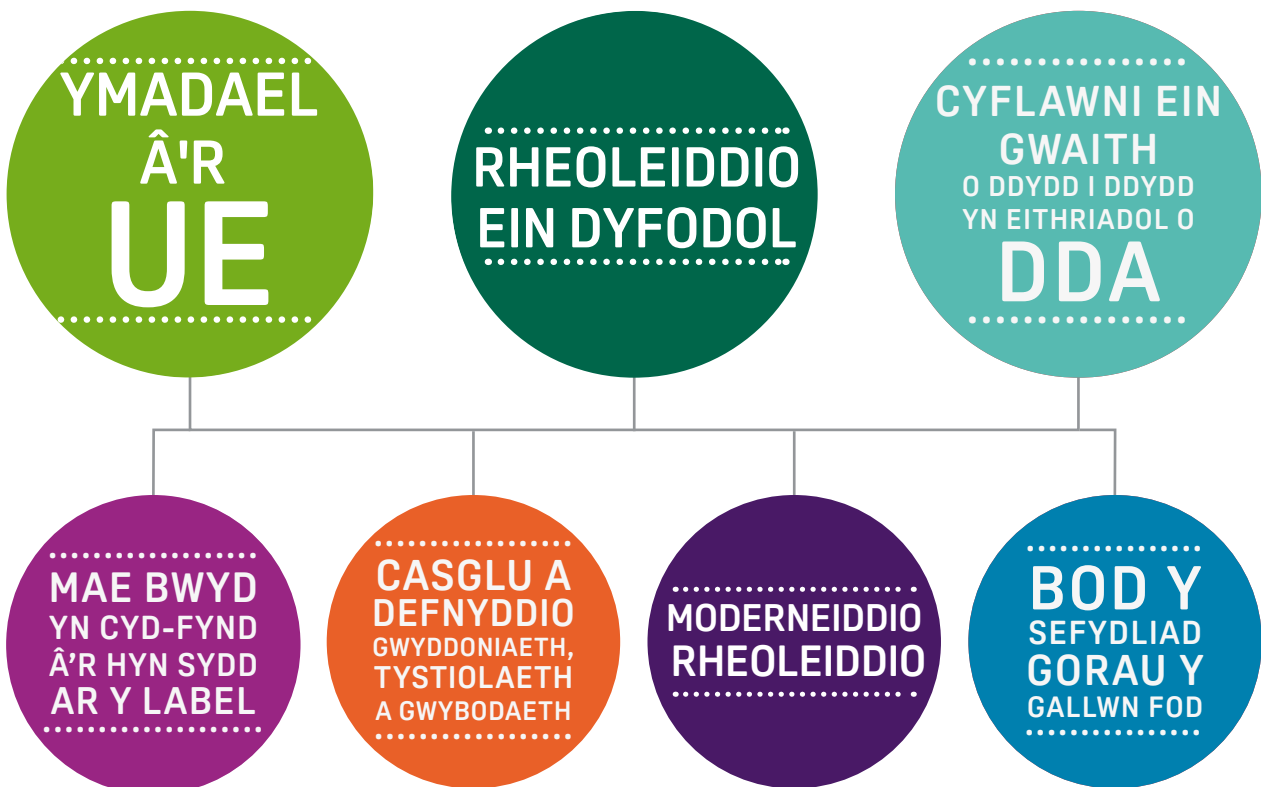 YMADAEL
Â'R
UE
RHEOLEIDDIO
EIN DYFODOL
CYFLAWNI EIN
GWAITH
O DDYDD I DDYDD
YN EITHRIADOL O
DDA
MAE BWYD
YN CYD-FYND
Â’R HYN SYDD
AR Y LABEL
CASGLU A
DEFNYDDIO
GWYDDONIAETH,
TYSTIOLAETH
A GWYBODAETH
MODERNEIDDIO
RHEOLEIDDIO
BOD Y
SEFYDLIAD
GORAU Y
GALLWN FOD